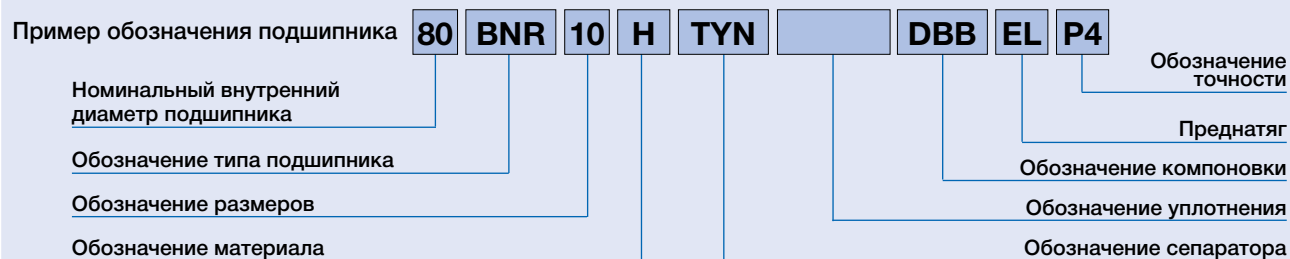 Пример обозначения подшипника 80 BNR 10 H TYN DBB EL P4
Номинальный внутренний
диаметр подшипника
Обозначение типа подшипника
Обозначение размеров
Обозначение материала
Обозначение
точности
Преднатяг
Обозначение компоновки
Обозначение уплотнения
Обозначение сепаратора